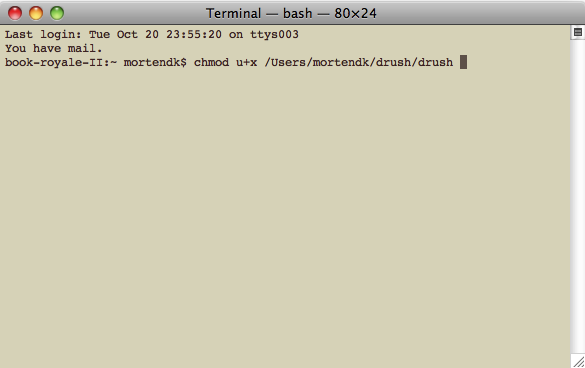 Terminal — bash — 80×24
Last login: Tue Oct 20 23:55:20 on ttys003
You have mail.
book-royale-II:~ mortendk$ chmod u+x /Users/mortendk/drush/drush